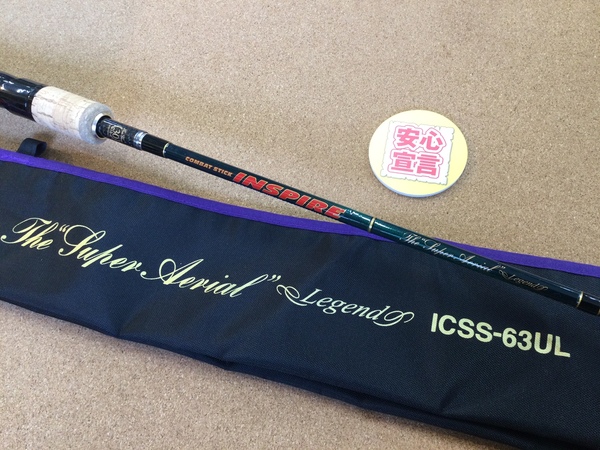 安心
宣言
COMBAT STICK INSPIRE
The "Super Aerial" Legend
The "Super Aerial" Legend
ICSS-63UL